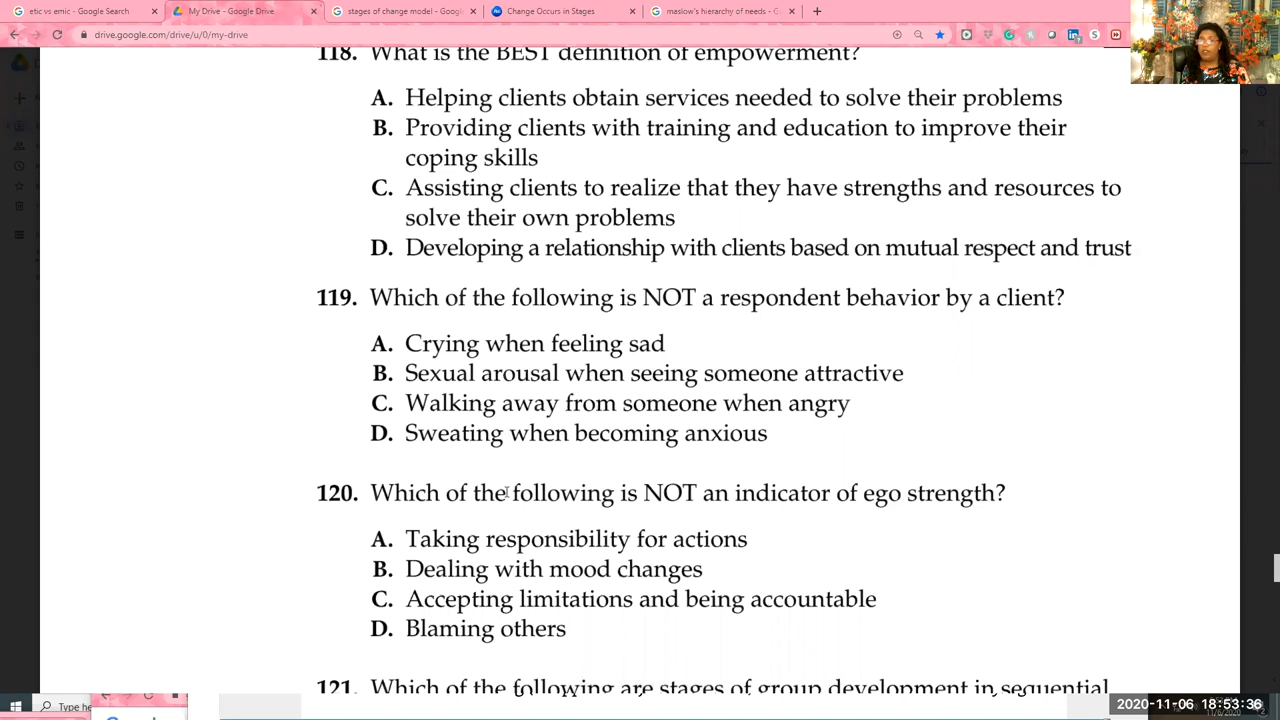 etic vs emic - Google Search
My Drive - Google Drive
stages of change model - Googl
Change Occurs in Stages
maslow's hierarchy of needs - G
drive.google.com/drive/u/0/my-drive
118. What is the BEST definition of empowerment?
A. Helping clients obtain services needed to solve their problems
B. Providing clients with training and education to improve their
coping skills
C. Assisting clients to realize that they have strengths and resources to
solve their own problems
D. Developing a relationship with clients based on mutual respect and trust
119. Which of the following is NOT a respondent behavior by a client?
A. Crying when feeling sad
B. Sexual arousal when seeing someone attractive
C. Walking away from someone when angry
D. Sweating when becoming anxious
120. Which of the following is NOT an indicator of ego strength?
A. Taking responsibility for actions
B. Dealing with mood changes
C. Accepting limitations and being accountable
D. Blaming others
121. Which of the following are stages of group development in sequential
Type he
2020-11-06 18:53:36